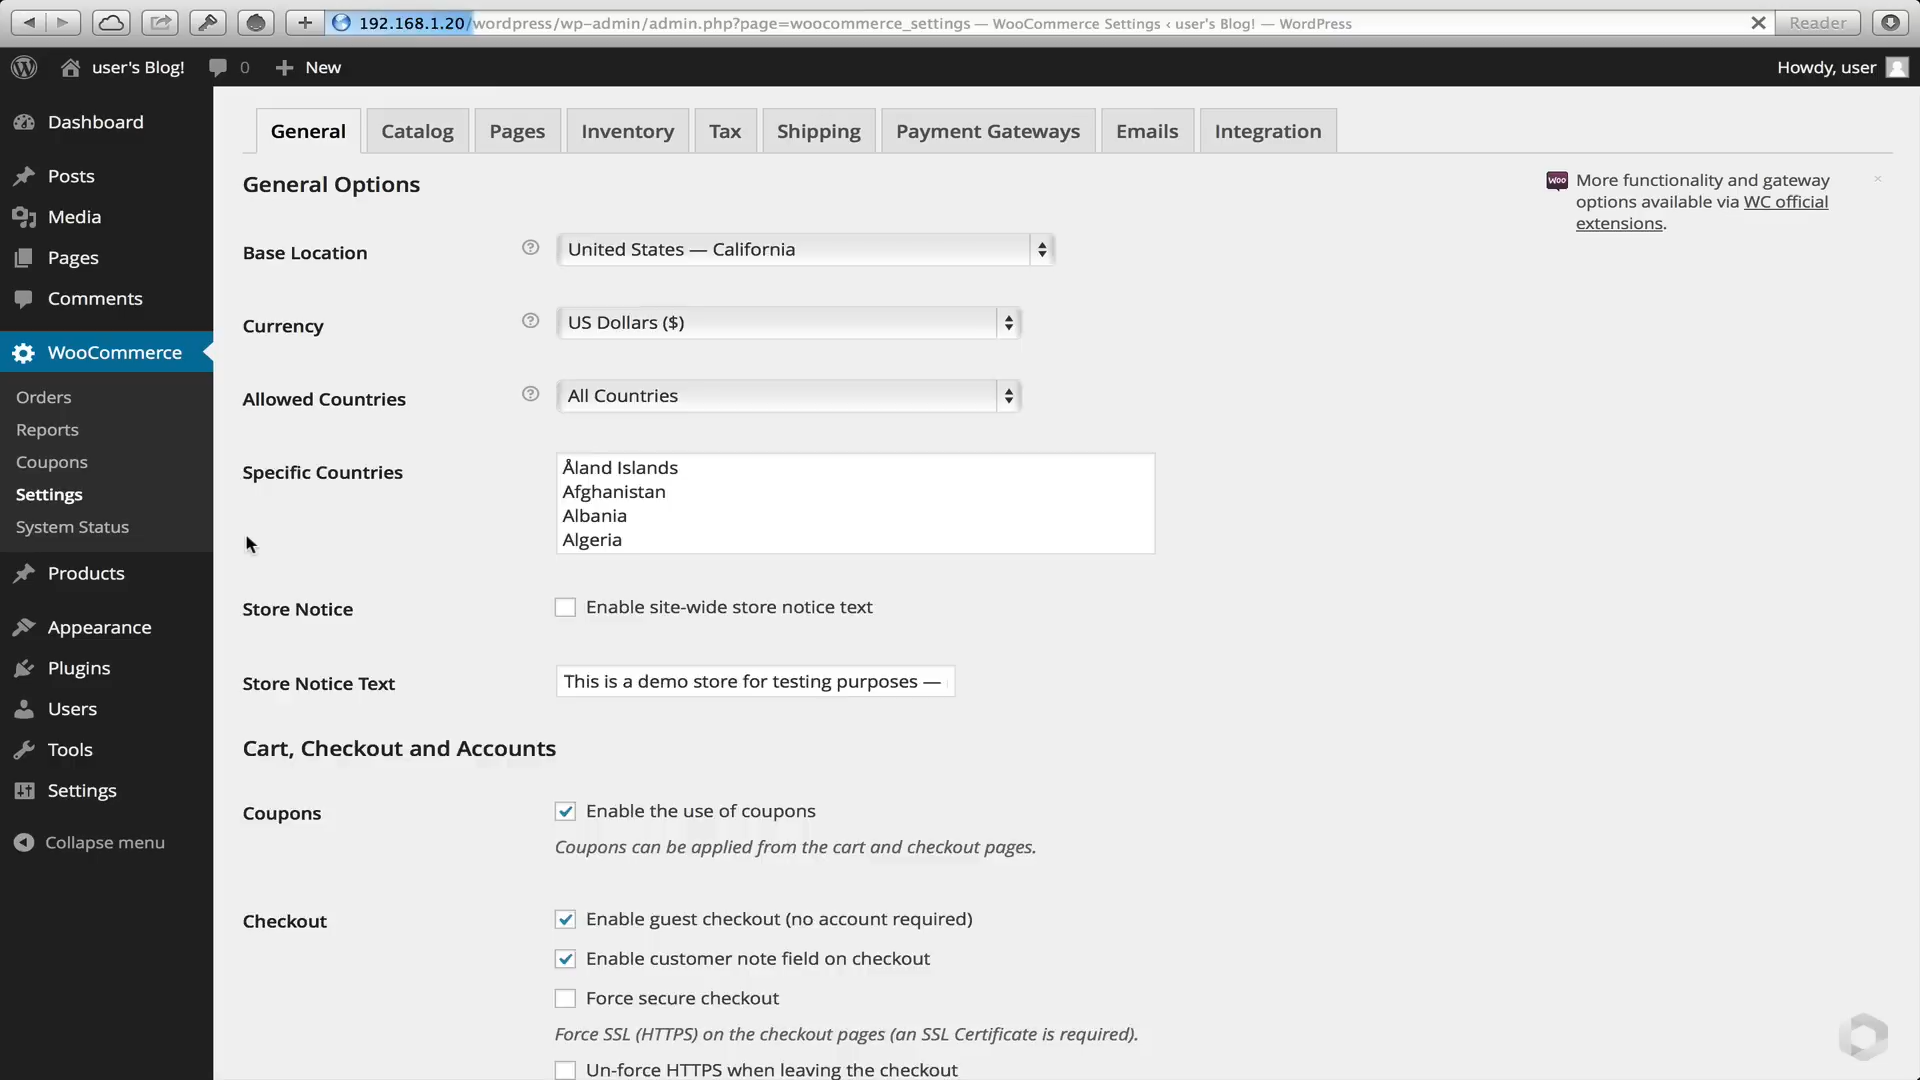 192.168.1.20/wordpress/wp-admin/admin.php?page=woocommerce_settings — WooCommerce Settings ‹ user's Blog! — WordPress
Reader
user's Blog!
0
New
Howdy, user
Dashboard
Posts
Media
Pages
Comments
WooCommerce
Orders
Reports
Coupons
Settings
System Status
Products
Appearance
Plugins
Users
Tools
Settings
Collapse menu
General
Catalog
Pages
Inventory
Tax
Shipping
Payment Gateways
Emails
Integration
General Options
Woo
More functionality and gateway
options available via WC official
extensions.
Base Location
United States — California
Currency
US Dollars ($)
Allowed Countries
All Countries
Specific Countries
Åland Islands
Afghanistan
Albania
Algeria
Store Notice
Enable site-wide store notice text
Store Notice Text
This is a demo store for testing purposes —
Cart, Checkout and Accounts
Coupons
Enable the use of coupons
Coupons can be applied from the cart and checkout pages.
Checkout
Enable guest checkout (no account required)
Enable customer note field on checkout
Force secure checkout
Force SSL (HTTPS) on the checkout pages (an SSL Certificate is required).
Un-force HTTPS when leaving the checkout